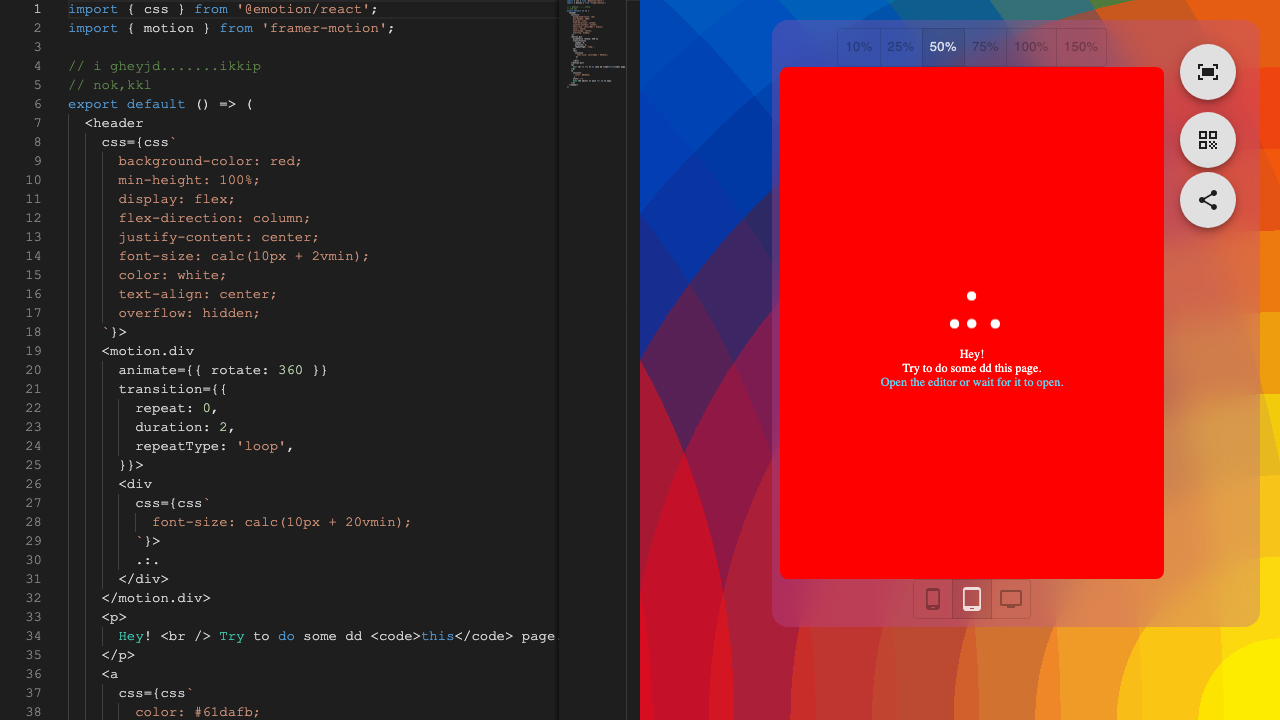 1 import { css } from '@emotion/react';
2 import { motion } from 'framer-motion';
3
4 // i gheyjd.......ikkip
5 // nok,kkl
6 export default () => (
7 <header
8 css={css`
9 background-color: red;
10 min-height: 100%;
11 display: flex;
12 flex-direction: column;
13 justify-content: center;
14 font-size: calc(10px + 2vmin);
15 color: white;
16 text-align: center;
17 overflow: hidden;
18 `}>
19 <motion.div
20 animate={{ rotate: 360 }}
21 transition={{
22 repeat: 0,
23 duration: 2,
24 repeatType: 'loop',
25 }}>
26 <div
27 css={css`
28 font-size: calc(10px + 20vmin);
29 `}>
30 .:.
31 </div>
32 </motion.div>
33 <p>
34 Hey! <br /> Try to do some dd <code>this</code> page.
35 </p>
36 <a
37 css={css`
38 color: #61dafb;
10% 25% 50% 75% 100% 150%
.:.
Hey!
Try to do some dd this page.
Open the editor or wait for it to open.